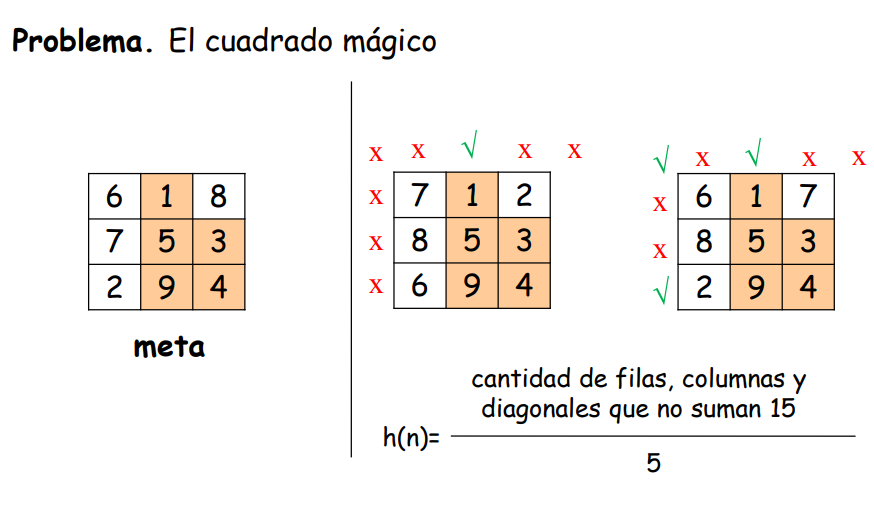 Problema. El cuadrado mágico
6 1 8
7 5 3
2 9 4
meta
x x √ x x
x 7 1 2
x 8 5 3
x 6 9 4
√ x √ x x
x 6 1 7
x 8 5 3
√ 2 9 4
cantidad de filas, columnas y
diagonales que no suman 15
h(n)=
5